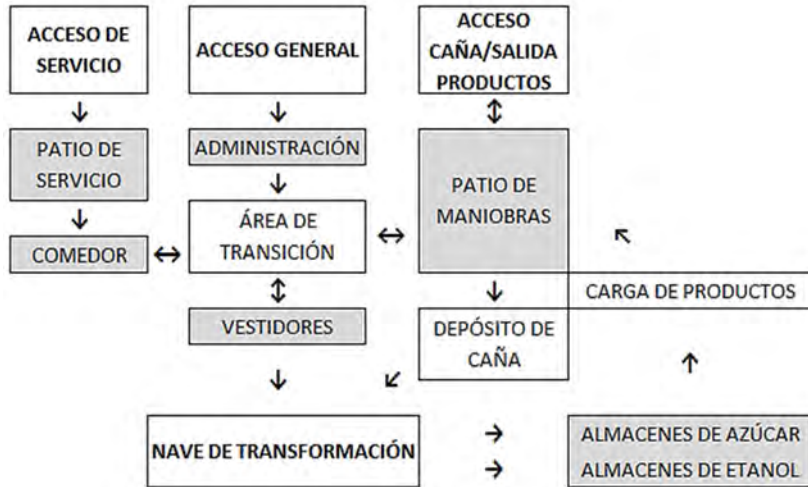 ACCESO DE
SERVICIO
ACCESO GENERAL
ACCESO
CAÑA/SALIDA
PRODUCTOS
PATIO DE
SERVICIO
ADMINISTRACIÓN
PATIO DE
MANIOBRAS
COMEDOR
ÁREA DE
TRANSICIÓN
VESTIDORES
DEPÓSITO DE
CAÑA
CARGA DE PRODUCTOS
NAVE DE TRANSFORMACIÓN
ALMACENES DE AZÚCAR
ALMACENES DE ETANOL